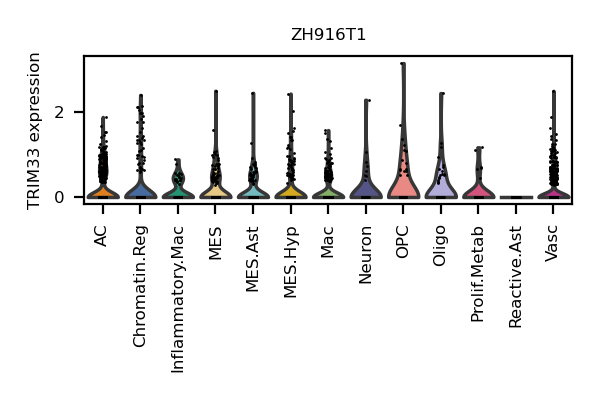 ZH916T1
TRIM33 expression
2
0
AC
Chromatin.Reg
Inflammatory.Mac
MES
MES.Ast
MES.Hyp
Mac
Neuron
OPC
Oligo
Prolif.Metab
Reactive.Ast
Vasc